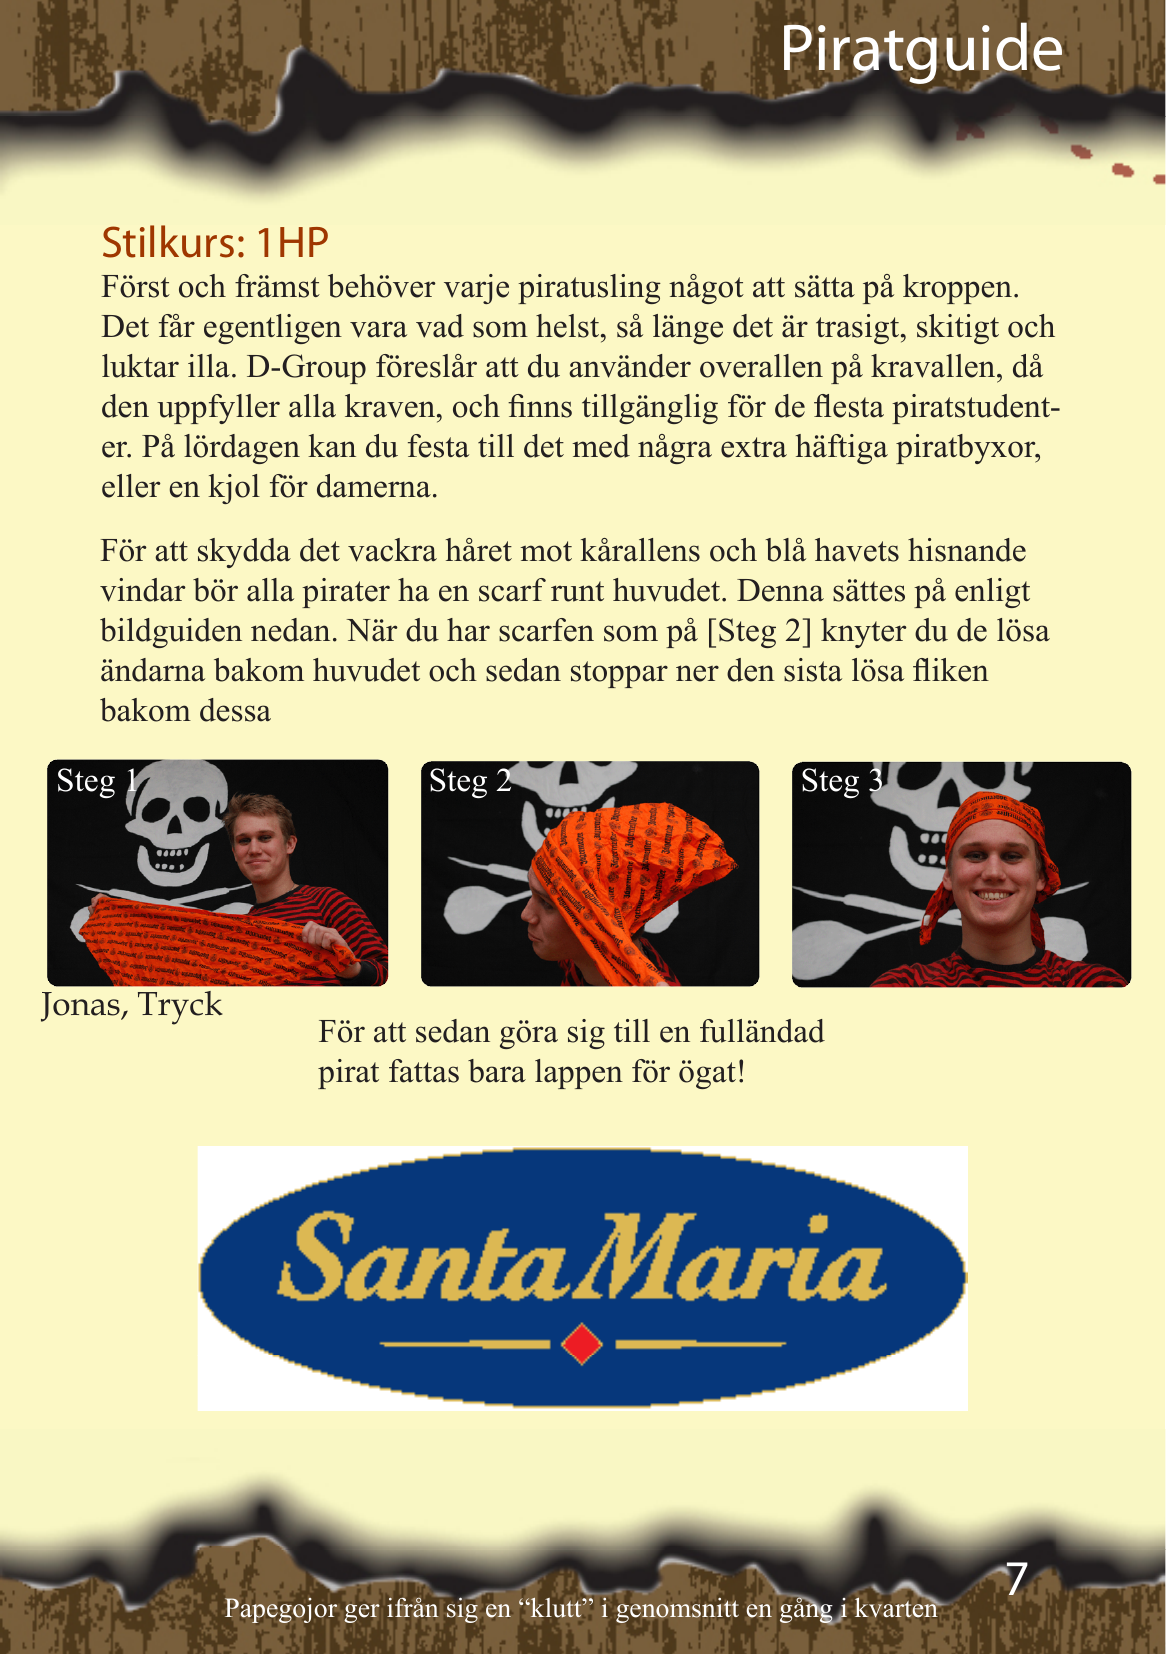 Piratguide
Stilkurs: 1HP
Först och främst behöver varje piratusling något att sätta på kroppen.
Det får egentligen vara vad som helst, så länge det är trasigt, skitigt och
luktar illa. D-Group föreslår att du använder overallen på kravallen, då
den uppfyller alla kraven, och finns tillgänglig för de flesta piratstudent-
er. På lördagen kan du festa till det med några extra häftiga piratbyxor,
eller en kjol för damerna.
För att skydda det vackra håret mot kårallens och blå havets hisnande
vindar bör alla pirater ha en scarf runt huvudet. Denna sättes på enligt
bildguiden nedan. När du har scarfen som på [Steg 2] knyter du de lösa
ändarna bakom huvudet och sedan stoppar ner den sista lösa fliken
bakom dessa
Steg 1
Steg 2
Steg 3
Jonas, Tryck
För att sedan göra sig till en fulländad
pirat fattas bara lappen för ögat!
Santa Maria
7
Papegojor ger ifrån sig en “klutt” i genomsnitt en gång i kvarten